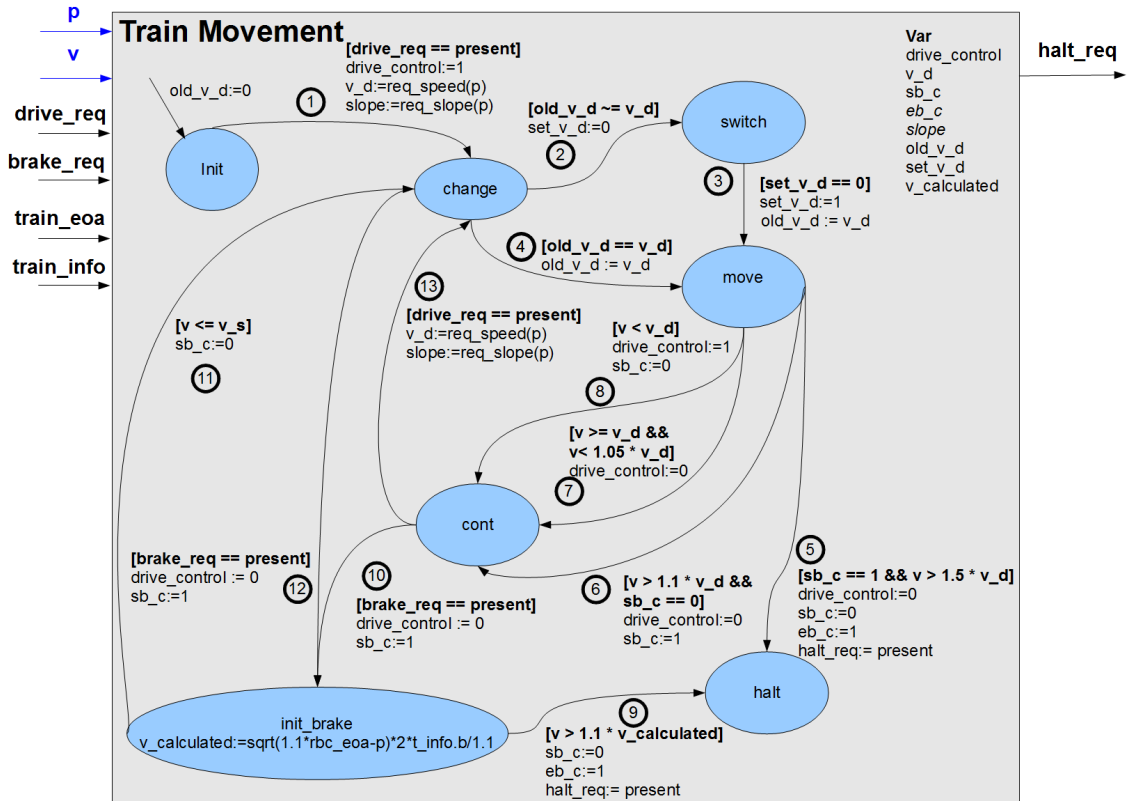 p
v
drive_req
brake_req
train_eoa
train_info
halt_req
Train Movement
Var
drive_control
v_d
sb_c
eb_c
slope
old_v_d
set_v_d
v_calculated
old_v_d:=0
Init
1
[drive_req == present]
drive_control:=1
v_d:=req_speed(p)
slope:=req_slope(p)
change
2
[old_v_d ~= v_d]
set_v_d:=0
switch
3
[set_v_d == 0]
set_v_d:=1
old_v_d := v_d
4
[old_v_d == v_d]
old_v_d := v_d
move
13
[drive_req == present]
v_d:=req_speed(p)
slope:=req_slope(p)
[v <= v_s]
sb_c:=0
11
[v < v_d]
drive_control:=1
sb_c:=0
8
[v >= v_d &&
v< 1.05 * v_d]
drive_control:=0
7
cont
5
[sb_c == 1 && v > 1.5 * v_d]
drive_control:=0
sb_c:=0
eb_c:=1
halt_req:= present
6
[v > 1.1 * v_d &&
sb_c == 0]
drive_control:=0
sb_c:=1
[brake_req == present]
drive_control := 0
sb_c:=1
12
10
[brake_req == present]
drive_control := 0
sb_c:=1
init_brake
v_calculated:=sqrt(1.1*rbc_eoa-p)*2*t_info.b/1.1
9
[v > 1.1 * v_calculated]
sb_c:=0
eb_c:=1
halt_req:= present
halt